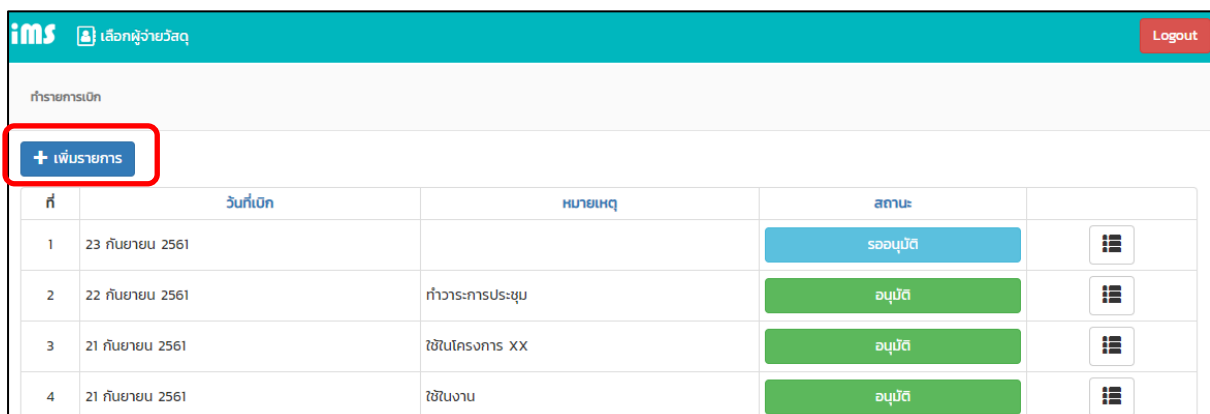 ims เลือกผู้จ่ายวัสดุ Logout
ทำรายการเบิก
+ เพิ่มรายการ
ที่ วันที่เบิก หมายเหตุ สถานะ
1 23 กันยายน 2561 รออนุมัติ
2 22 กันยายน 2561 ทำวาระการประชุม อนุมัติ
3 21 กันยายน 2561 ใช้ในโครงการ XX อนุมัติ
4 21 กันยายน 2561 ใช้ในงาน อนุมัติ